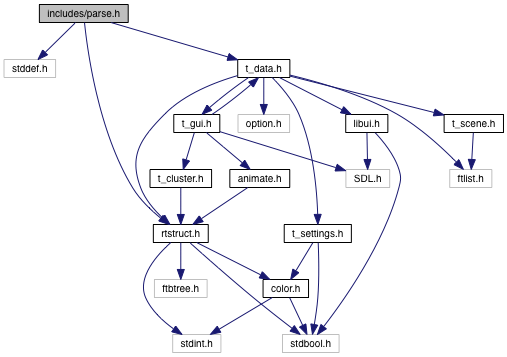 includes/parse.h
stddef.h
t_data.h
t_gui.h
option.h
libui.h
t_scene.h
t_cluster.h
animate.h
SDL.h
ftlist.h
rtstruct.h
t_settings.h
ftbtree.h
color.h
stdint.h
stdbool.h